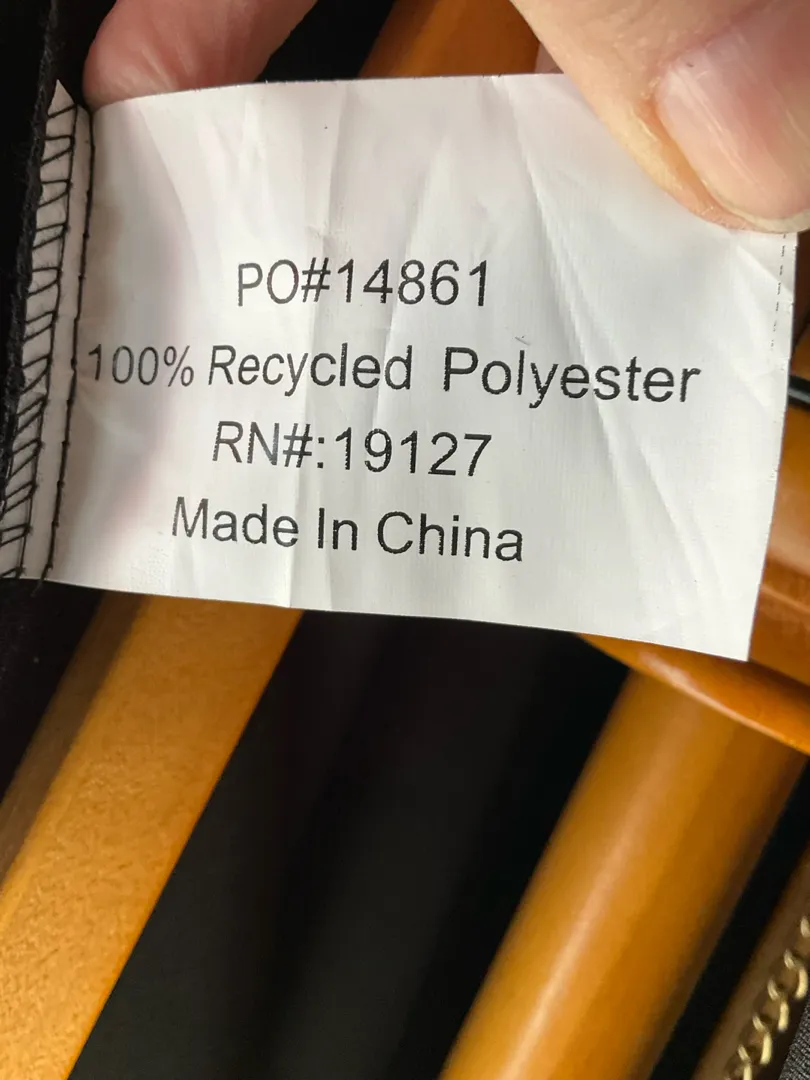 PO#14861
100% Recycled Polyester
RN#:19127
Made In China